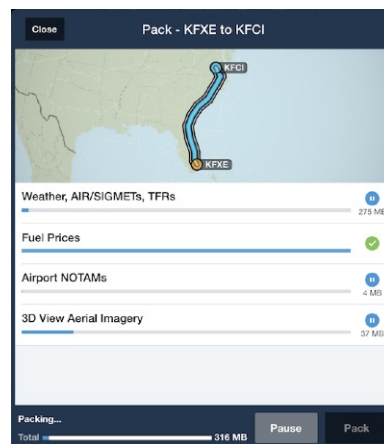 Close
Pack - KFXE to KFCI
KFCI
KFXE
Weather, AIR/SIGMETs, TFRs
275 MB
Fuel Prices
Airport NOTAMs
4 MB
3D View Aerial Imagery
37 MB
Packing...
Total 316 MB
Pause
Pack